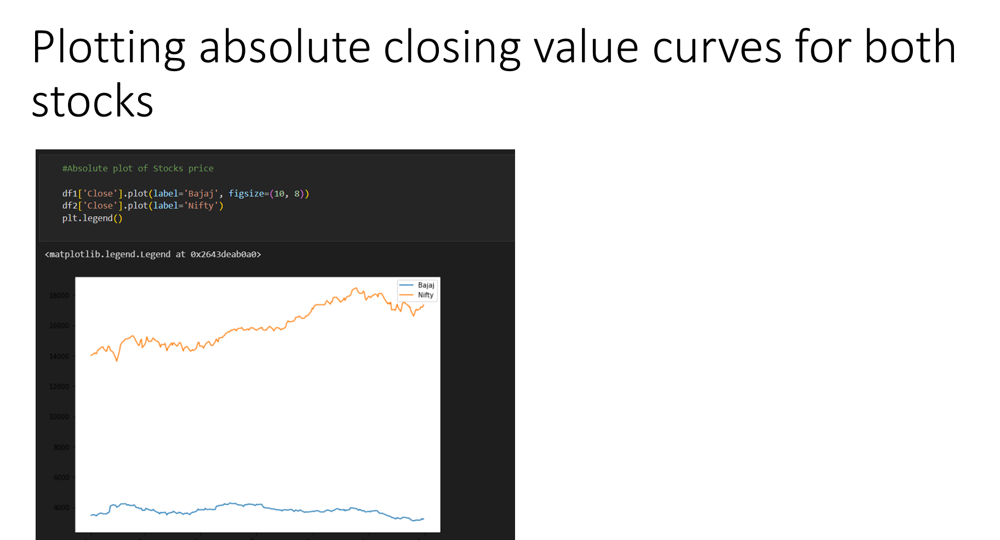 Plotting absolute closing value curves for both
stocks
#Absolute plot of Stocks price
df1['Close'].plot(label='Bajaj', figsize=(10, 8))
df2['Close'].plot(label='Nifty')
plt.legend()
<matplotlib.legend.Legend at 0x2643deab0a0>
Bajaj
Nifty
18000
16000
14000
12000
10000
8000
6000
4000